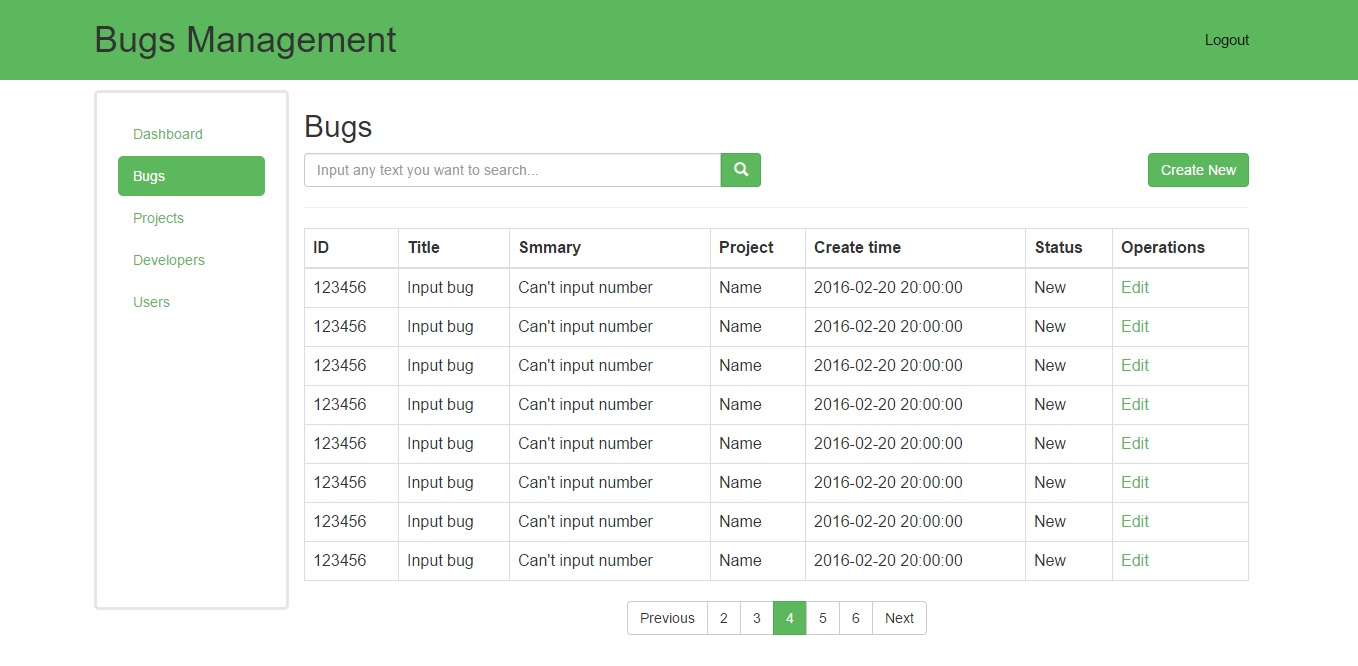 Bugs Management
Logout
Dashboard
Bugs
Projects
Developers
Users
Bugs
Input any text you want to search...
Create New
ID Title Smmary Project Create time Status Operations
123456 Input bug Can't input number Name 2016-02-20 20:00:00 New Edit
123456 Input bug Can't input number Name 2016-02-20 20:00:00 New Edit
123456 Input bug Can't input number Name 2016-02-20 20:00:00 New Edit
123456 Input bug Can't input number Name 2016-02-20 20:00:00 New Edit
123456 Input bug Can't input number Name 2016-02-20 20:00:00 New Edit
123456 Input bug Can't input number Name 2016-02-20 20:00:00 New Edit
123456 Input bug Can't input number Name 2016-02-20 20:00:00 New Edit
123456 Input bug Can't input number Name 2016-02-20 20:00:00 New Edit
Previous 2 3 4 5 6 Next